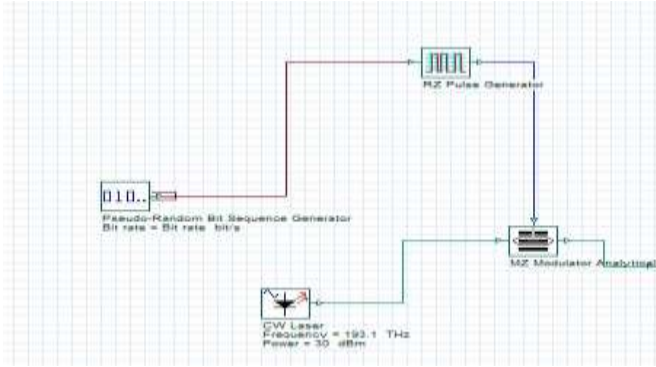 RZ Pulse Generator
010..
Pseudo-Random Bit Sequence Generator
Bit rate = Bit rate bit/s
MZ Modulator Analytical
CW Laser
Frequency = 193.1 THz
Power = 30 dBm